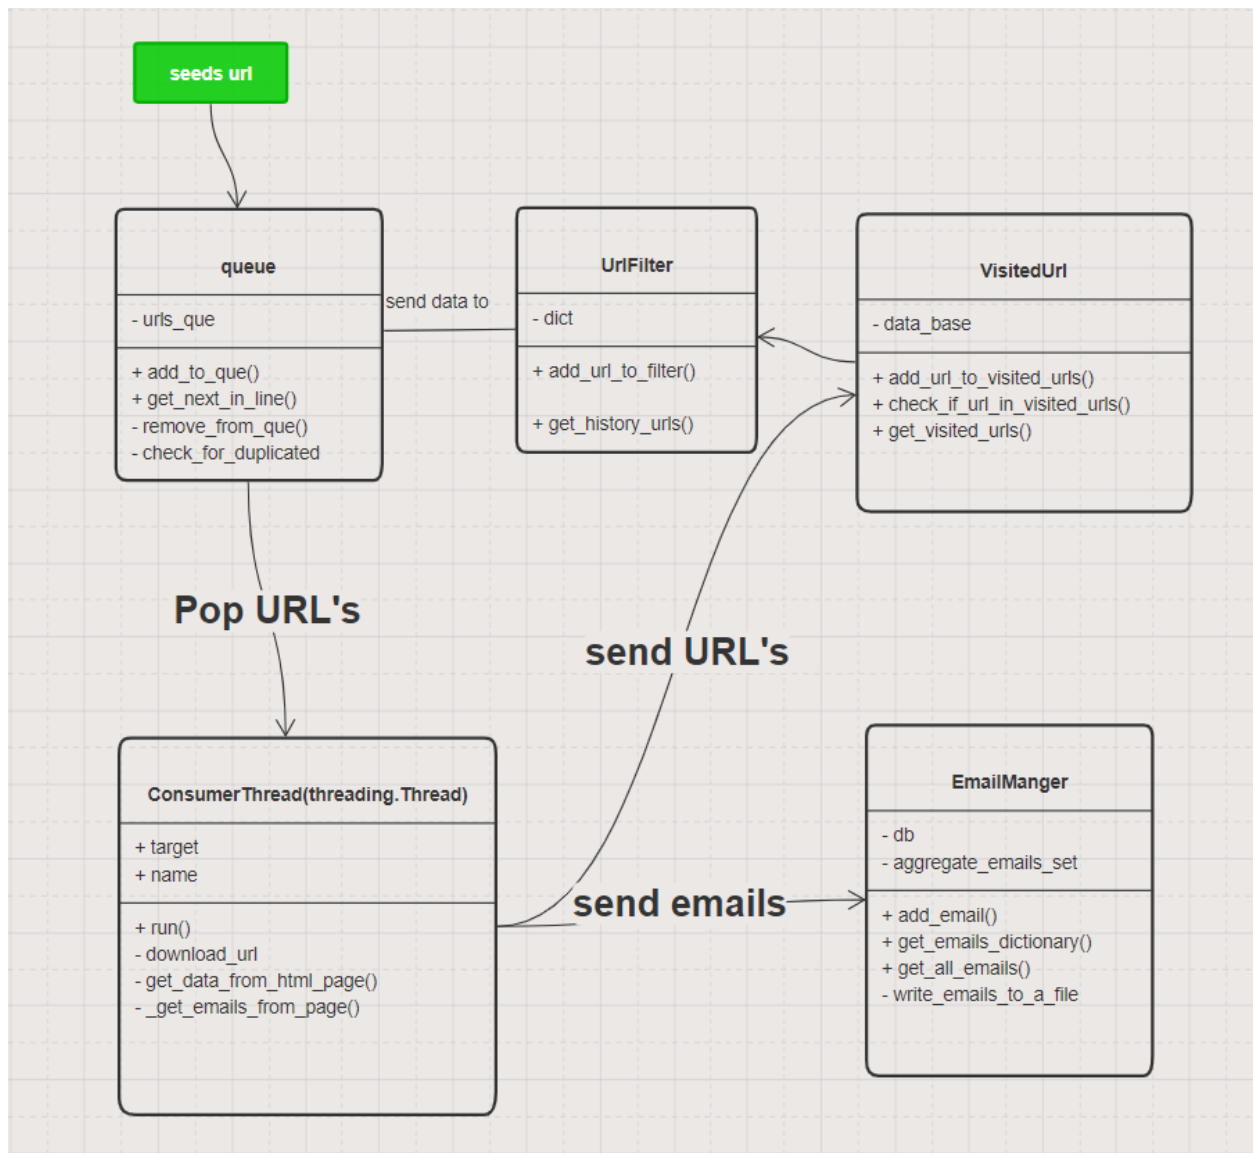 seeds url
queue
- urls_que
+ add_to_que()
+ get_next_in_line()
- remove_from_que()
- check_for_duplicated
send data to
UrlFilter
- dict
+ add_url_to_filter()
+ get_history_urls()
VisitedUrl
- data_base
+ add_url_to_visited_urls()
+ check_if_url_in_visited_urls()
+ get_visited_urls()
Pop URL's
send URL's
ConsumerThread(threading.Thread)
+ target
+ name
+ run()
- download_url
- get_data_from_html_page()
- _get_emails_from_page()
send emails
EmailManger
- db
- aggregate_emails_set
+ add_email()
+ get_emails_dictionary()
+ get_all_emails()
- write_emails_to_a_file